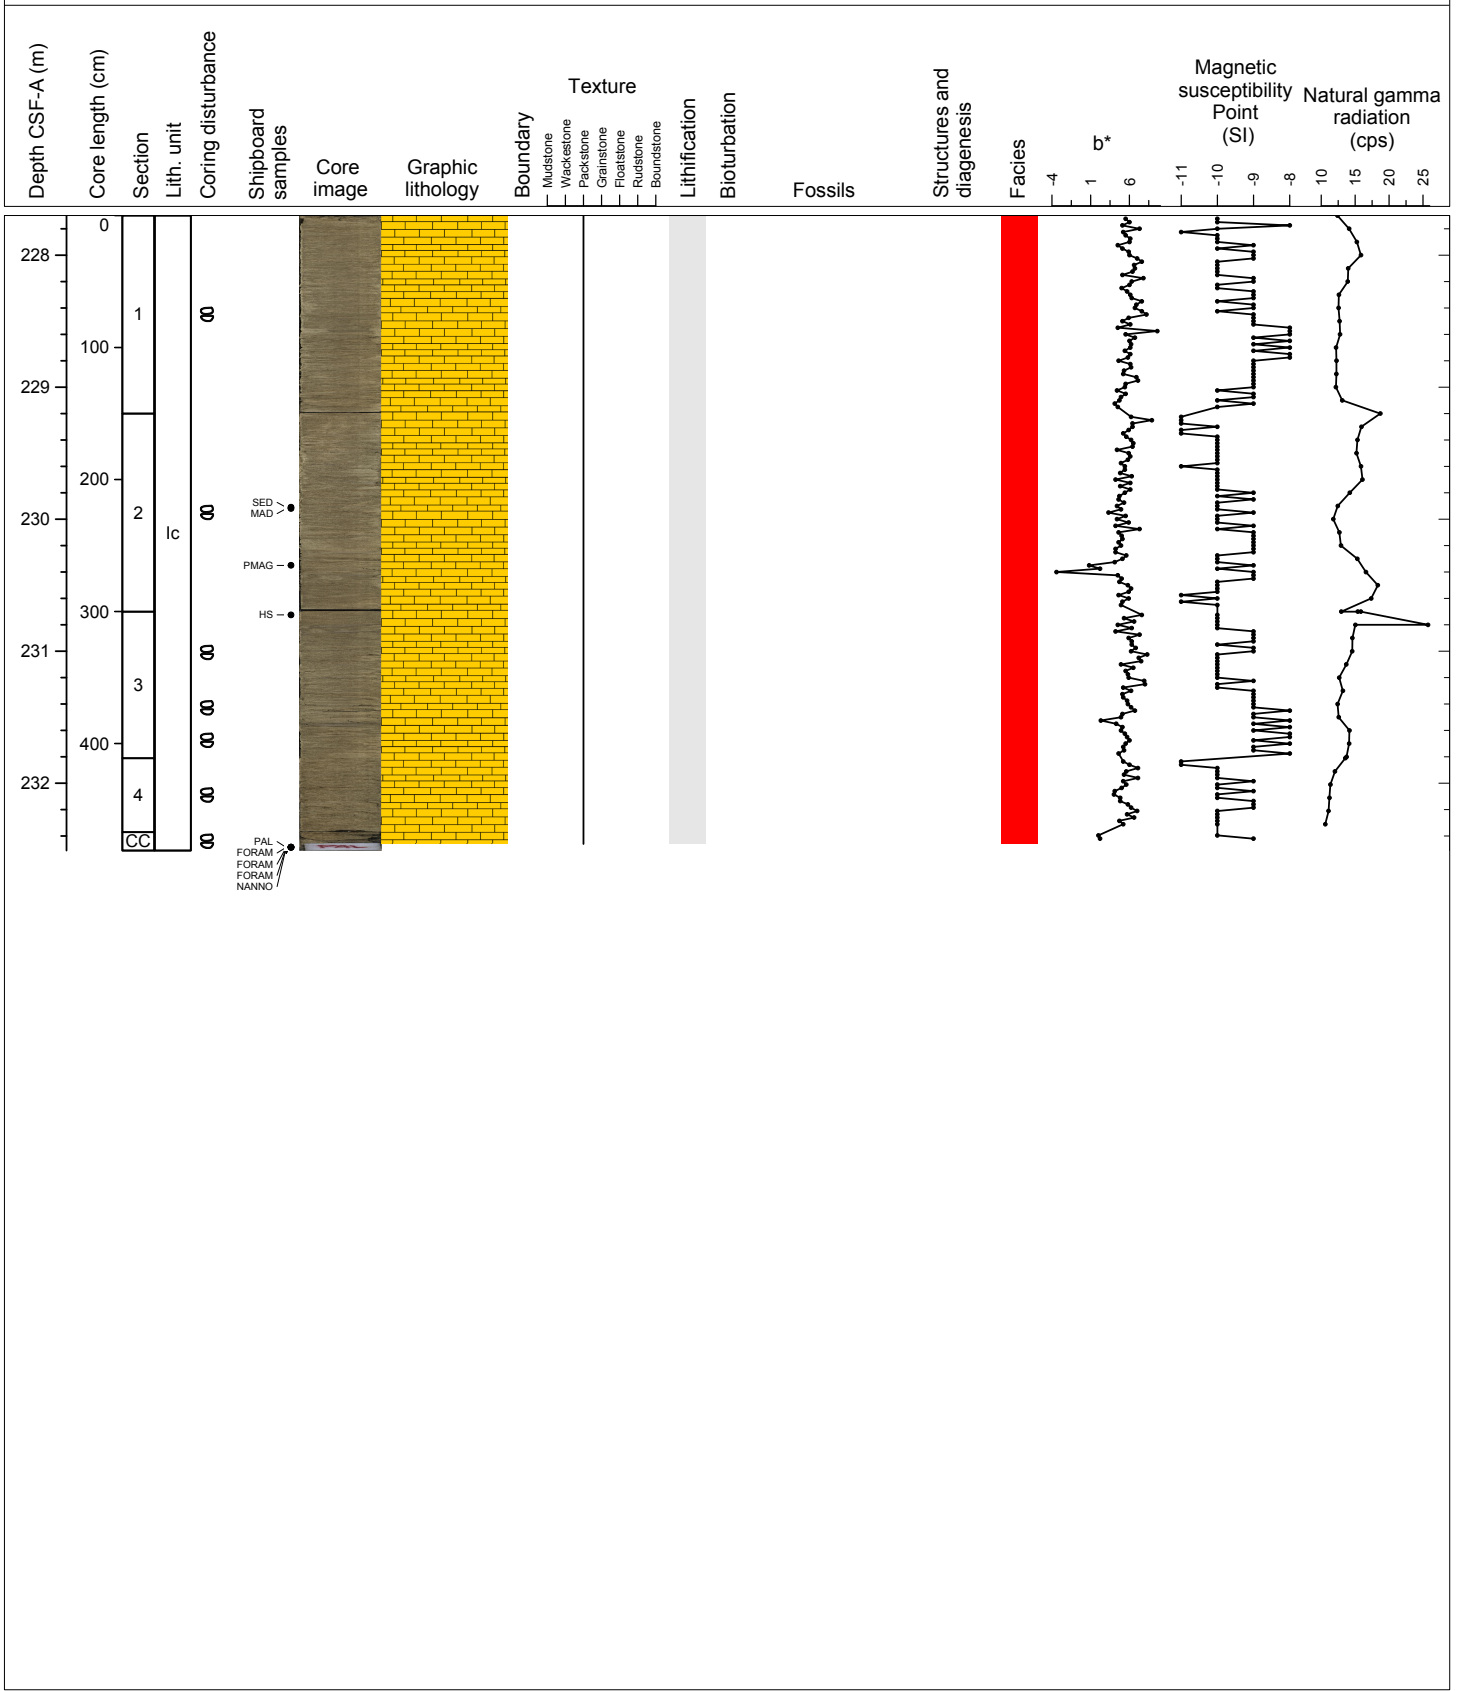 Depth CSF-A (m)
Core length (cm)
Section
Lith. unit
Coring disturbance
Shipboard
samples
Core
image
Graphic
lithology
Boundary
Texture
Mudstone
Wackestone
Packstone
Grainstone
Floatstone
Rudstone
Boundstone
Lithification
Bioturbation
Fossils
Structures and
diagenesis
Facies
b*
-4
1
6
Magnetic
susceptibility
Point
(SI)
-11
-10
-9
-8
Natural gamma
radiation
(cps)
10
15
20
25
228
229
230
231
232
0
100
200
300
400
1
2
3
4
CC
Ic
SED
MAD
PMAG
HS
PAL
FORAM
FORAM
FORAM
NANNO
PAL